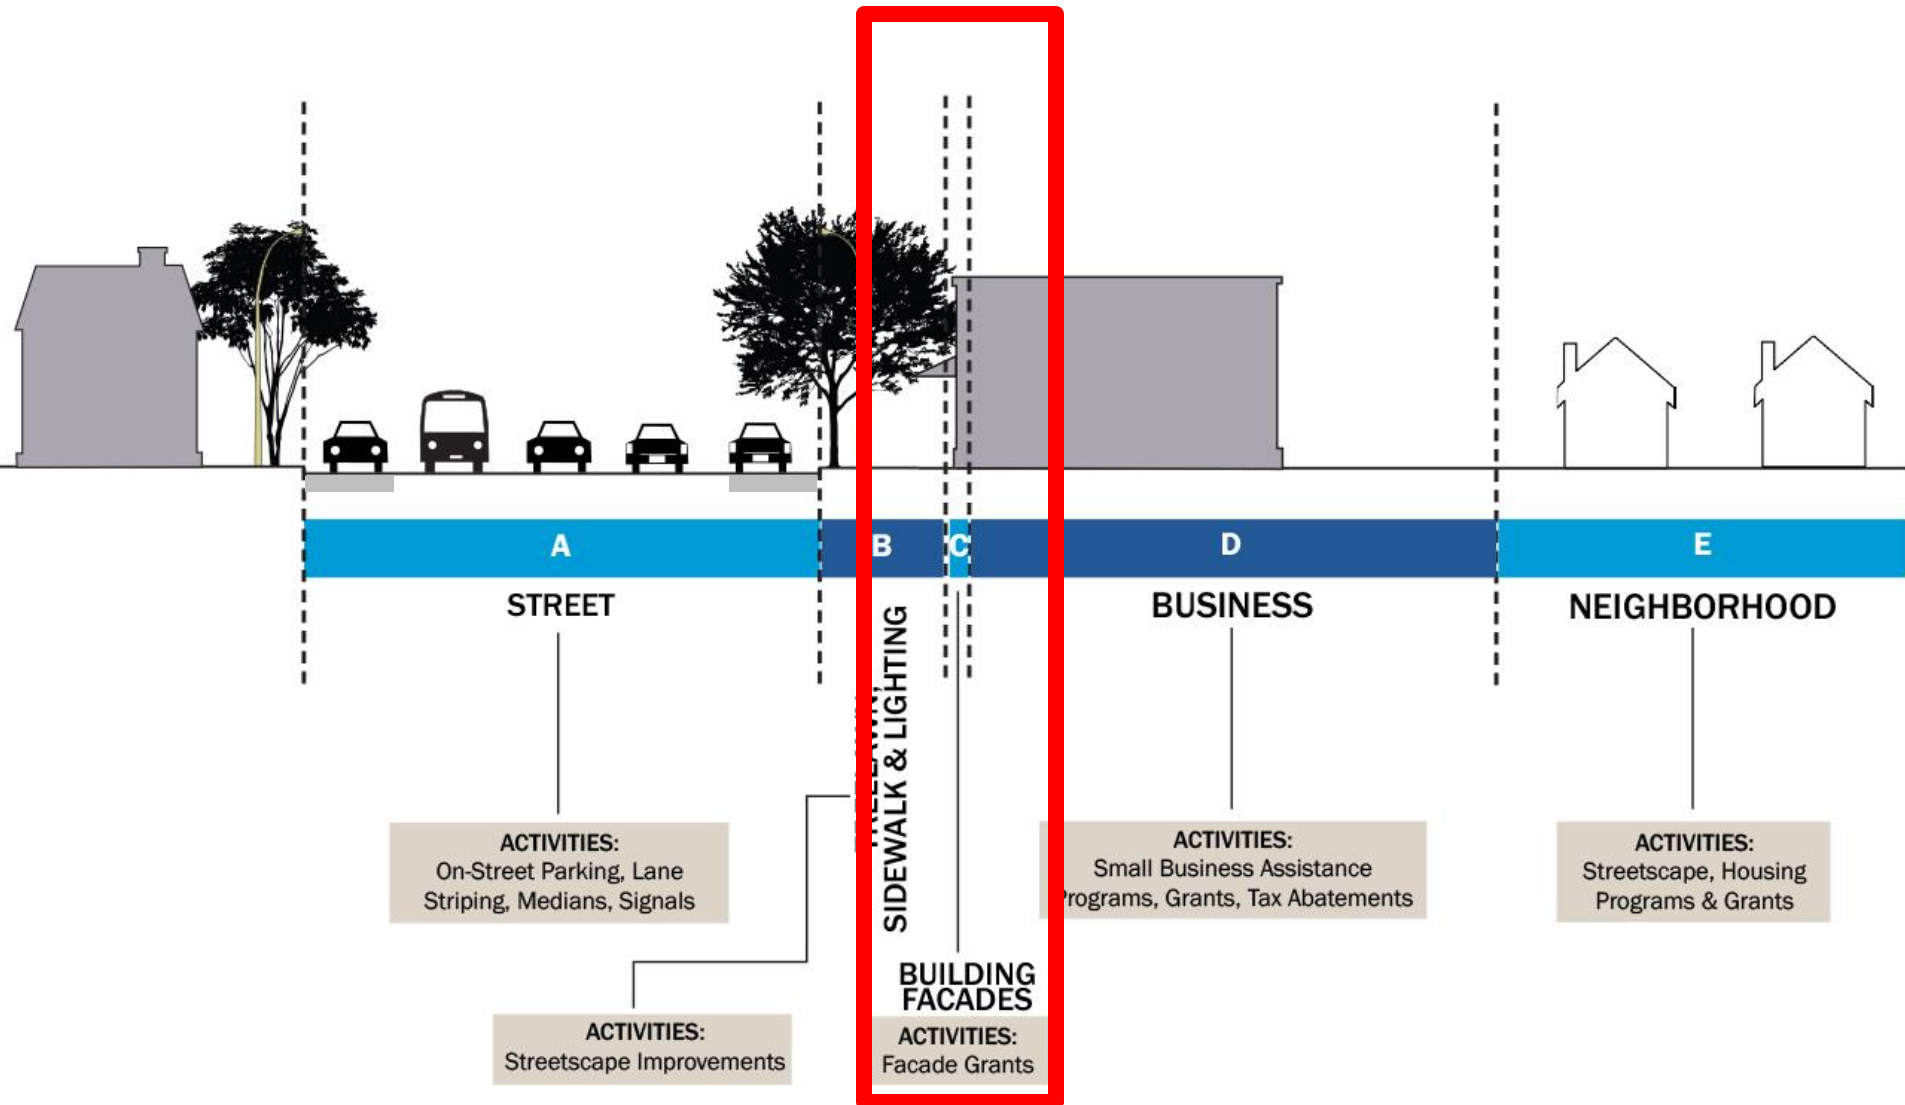 A
B
C
D
E
STREET
SIDEWALK & LIGHTING
BUSINESS
NEIGHBORHOOD
ACTIVITIES:
On-Street Parking, Lane
Striping, Medians, Signals
ACTIVITIES:
Small Business Assistance
Programs, Grants, Tax Abatements
ACTIVITIES:
Streetscape, Housing
Programs & Grants
BUILDING
FACADES
ACTIVITIES:
Streetscape Improvements
ACTIVITIES:
Facade Grants